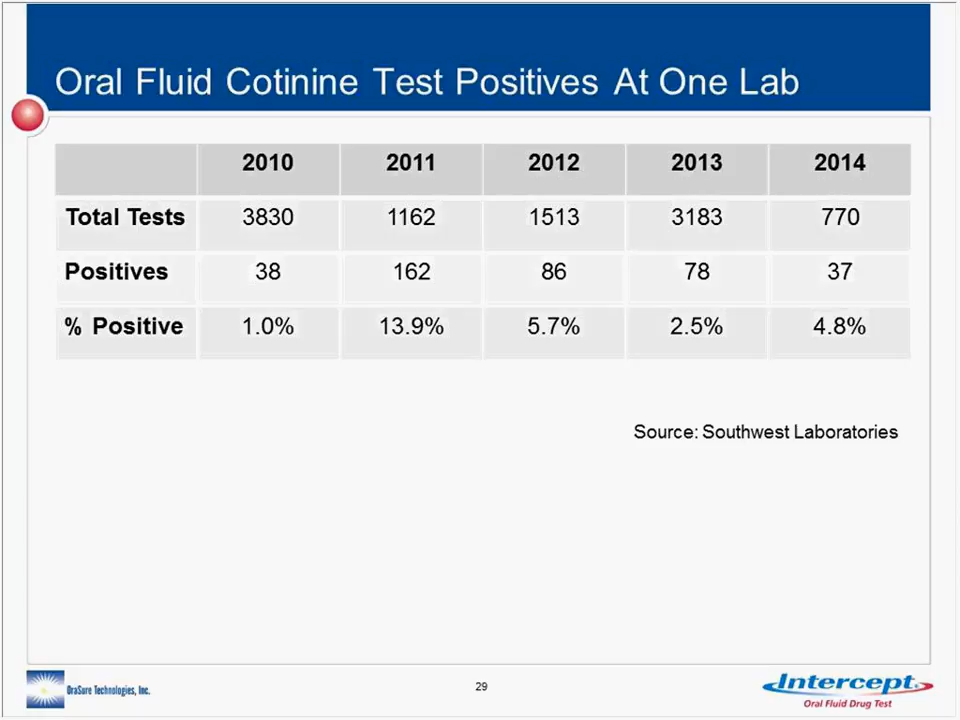 Oral Fluid Cotinine Test Positives At One Lab
2010 2011 2012 2013 2014
Total Tests 3830 1162 1513 3183 770
Positives 38 162 86 78 37
% Positive 1.0% 13.9% 5.7% 2.5% 4.8%
Source: Southwest Laboratories
OraSure Technologies, Inc.
29
Intercept
Oral Fluid Drug Test